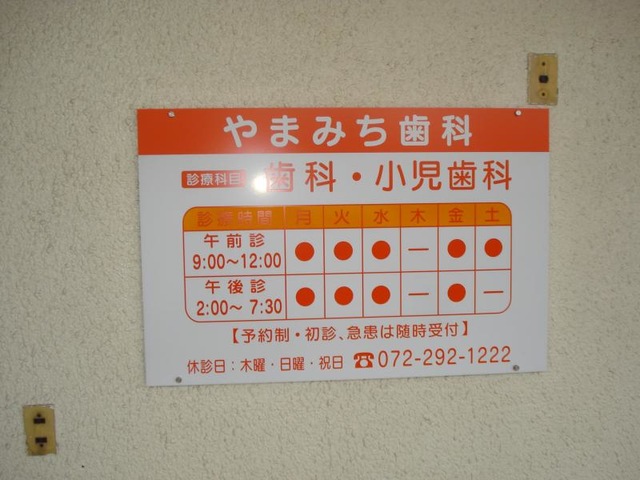 やまみち歯科
診療科目 歯科・小児歯科
診療時間 月 火 水 木 金 土
午前診 9:00～12:00 ● ● ● — ● ●
午後診 2:00～7:30 ● ● ● — ● —
【予約制・初診、急患は随時受付】
休診日：木曜・日曜・祝日 ☎072-292-1222